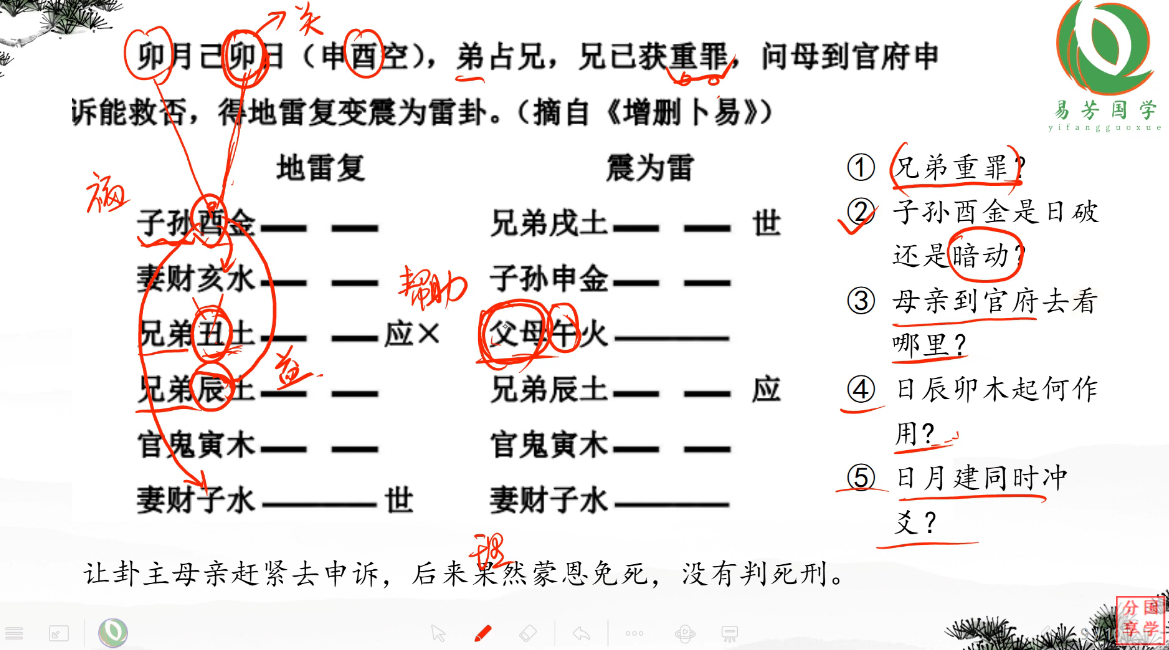 卯月己卯日（申酉空），弟占兄，兄已获重罪，问母到官府申
诉能救否，得地雷复变震为雷卦。（摘自《增删卜易》）
关
易芳国学
yifangguoxue
地雷复 震为雷
子孙酉金 兄弟戌土 世
妻财亥水 子孙申金
兄弟丑土 应× 父母午火
兄弟辰土 兄弟辰土 应
官鬼寅木 官鬼寅木
妻财子水 世 妻财子水
福
帮助
益
① 兄弟重罪?
② 子孙酉金是日破
还是暗动?
③ 母亲到官府去看
哪里?
④ 日辰卯木起何作
用?
⑤ 日月建同时冲
爻?
让卦主母亲赶紧去申诉，后来果然蒙恩免死，没有判死刑。
分国
享学